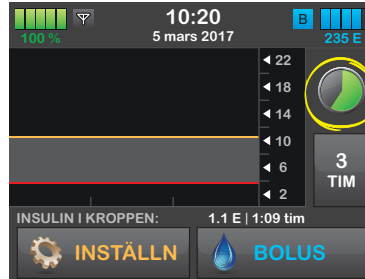 10:20
B
100 %
5 mars 2017
235 E
22
18
14
10
6
2
3
TIM
INSULIN I KROPPEN: 1.1 E | 1:09 tim
INSTÄLLN
BOLUS